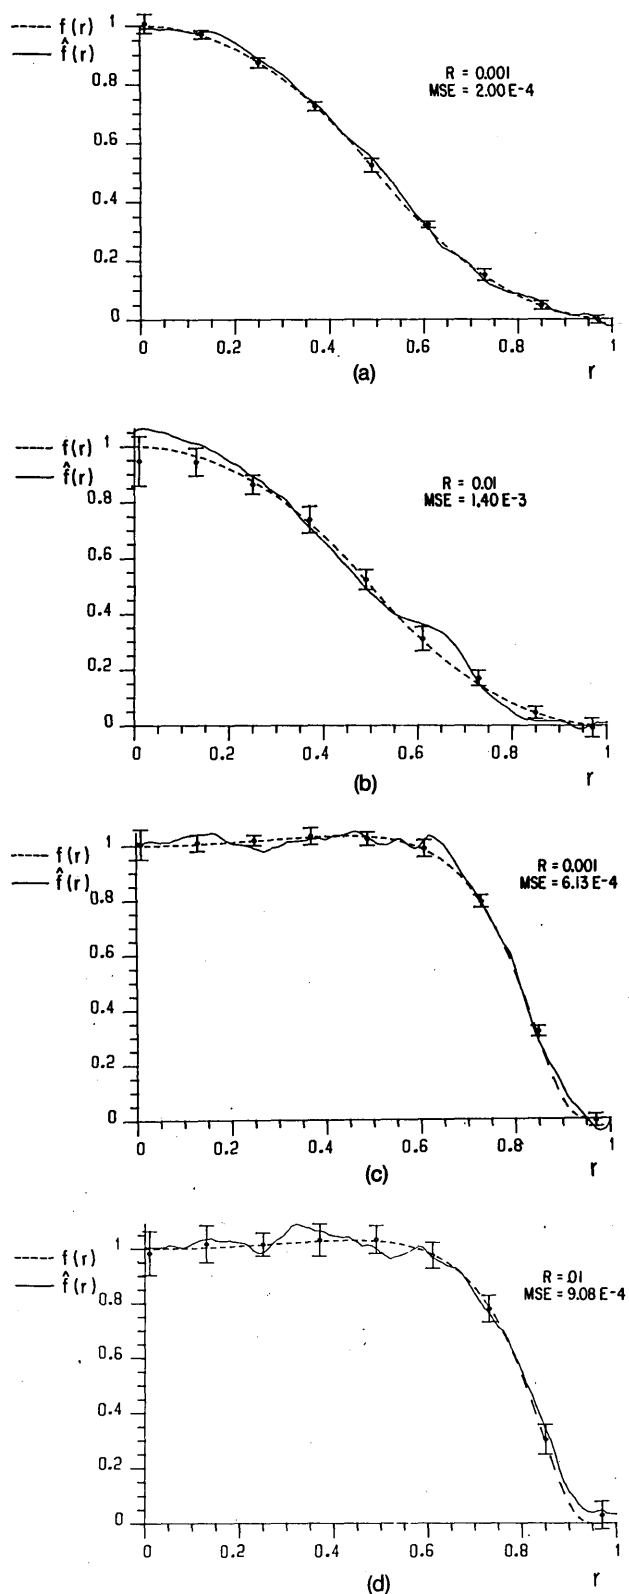 ---- f(r) 1
— f̂(r)
0.8
R = 0.001
MSE = 2.00 E-4
0.6
0.4
0.2
0
0 0.2 0.4 0.6 0.8 1
(a) r
---- f(r) 1
— f̂(r)
0.8
R = 0.01
MSE = 1.40 E-3
0.6
0.4
0.2
0
0 0.2 0.4 0.6 0.8 1
(b) r
---- f(r) 1
— f̂(r)
0.8
R = 0.001
MSE = 6.13 E-4
0.6
0.4
0.2
0
0 0.2 0.4 0.6 0.8 1
(c) r
---- f(r) 1
— f̂(r)
0.8
R = .01
MSE = 9.08 E-4
0.6
0.4
0.2
0
0 0.2 0.4 0.6 0.8 1
(d) r